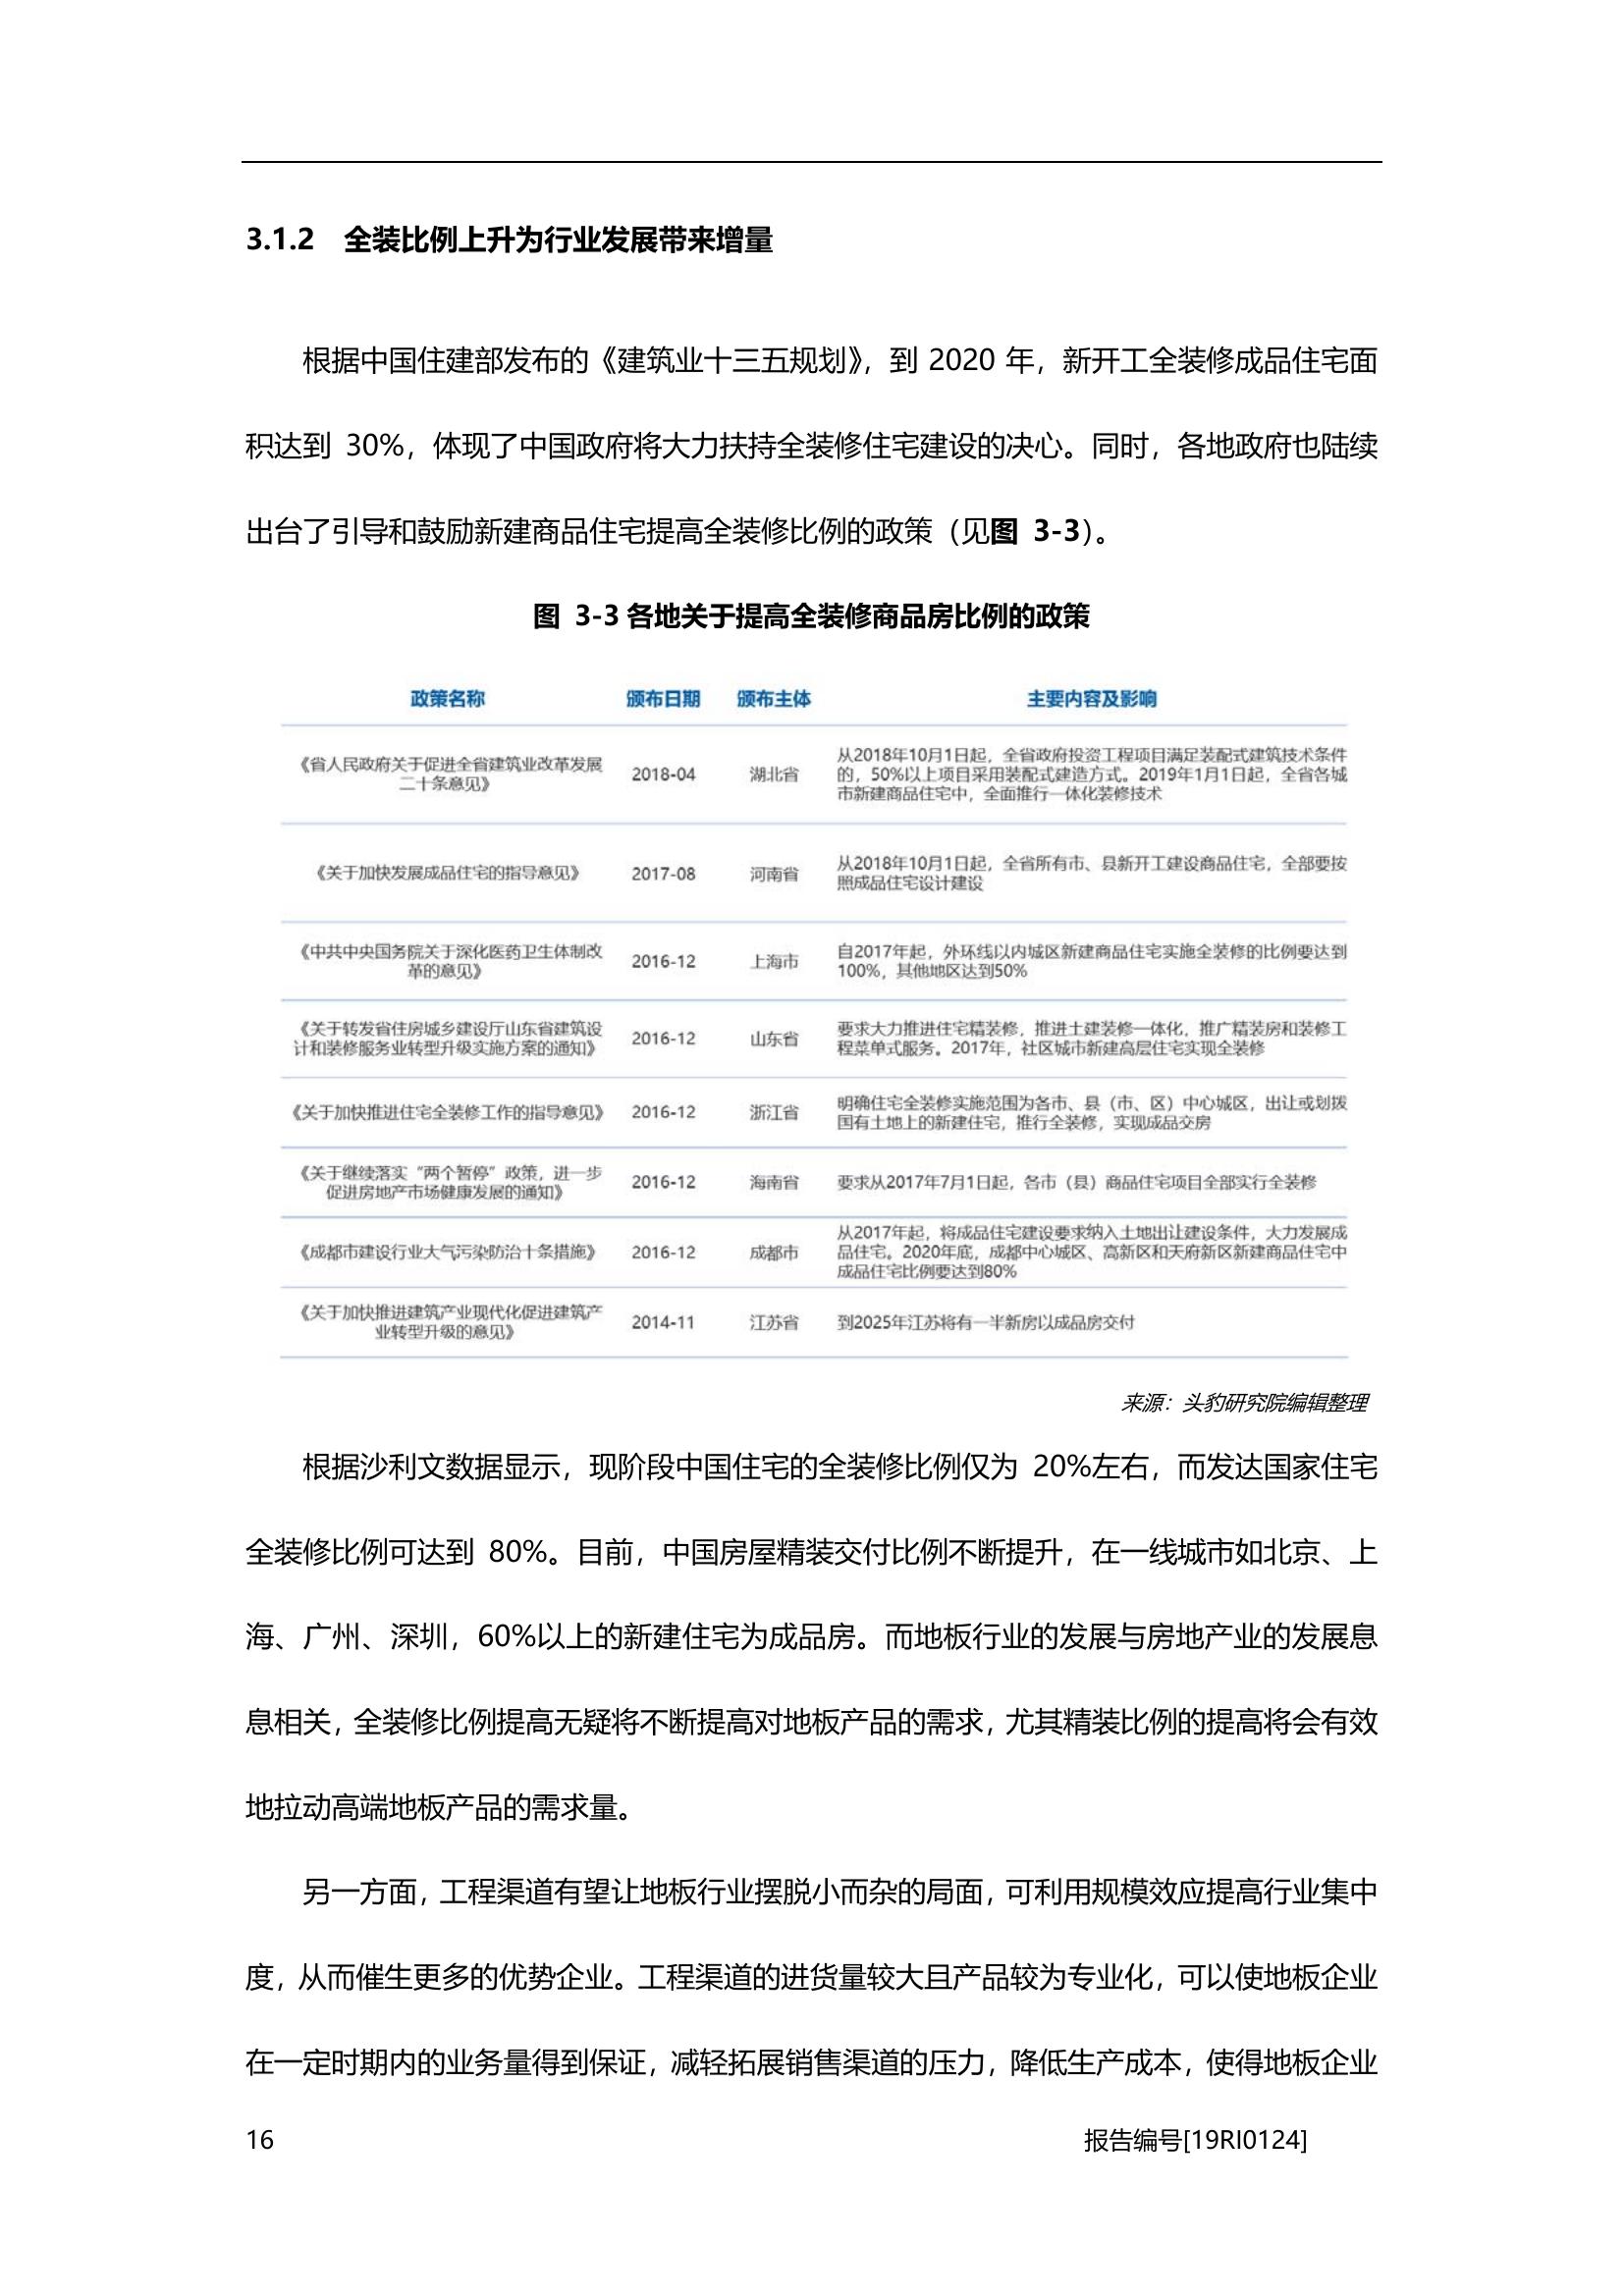 3.1.2 全装比例上升为行业发展带来增量
根据中国住建部发布的《建筑业十三五规划》，到 2020 年，新开工全装修成品住宅面
积达到 30%，体现了中国政府将大力扶持全装修住宅建设的决心。同时，各地政府也陆续
出台了引导和鼓励新建商品住宅提高全装修比例的政策（见图 3-3）。
图 3-3 各地关于提高全装修商品房比例的政策
政策名称 颁布日期 颁布主体 主要内容及影响
《省人民政府关于促进全省建筑业改革发展
二十条意见》
2018-04
湖北省
从2018年10月1日起，全省政府投资工程项目满足装配式建筑技术条件
的，50%以上项目采用装配式建造方式。2019年1月1日起，全省各城
市新建商品住宅中，全面推行一体化装修技术
《关于加快发展成品住宅的指导意见》
2017-08
河南省
从2018年10月1日起，全省所有市、县新开工建设商品住宅，全部要按
照成品住宅设计建设
《中共中央国务院关于深化医药卫生体制改
革的意见》
2016-12
上海市
自2017年起，外环线以内城区新建商品住宅实施全装修的比例要达到
100%，其他地区达到50%
《关于转发省住房城乡建设厅山东省建筑设
计和装修服务业转型升级实施方案的通知》
2016-12
山东省
要求大力推进住宅精装修，推进土建装修一体化，推广精装房和装修工
程菜单式服务。2017年，社区城市新建高层住宅实现全装修
《关于加快推进住宅全装修工作的指导意见》
2016-12
浙江省
明确住宅全装修实施范围为各市、县（市、区）中心城区，出让或划拨
国有土地上的新建住宅，推行全装修，实现成品交房
《关于继续落实“两个暂停”政策，进一步
促进房地产市场健康发展的通知》
2016-12
海南省
要求从2017年7月1日起，各市（县）商品住宅项目全部实行全装修
《成都市建设行业大气污染防治十条措施》
2016-12
成都市
从2017年起，将成品住宅建设要求纳入土地出让建设条件，大力发展成
品住宅。2020年底，成都中心城区、高新区和天府新区新建商品住宅中
成品住宅比例要达到80%
《关于加快推进建筑产业现代化促进建筑产
业转型升级的意见》
2014-11
江苏省
到2025年江苏将有一半新房以成品房交付
来源：头豹研究院编辑整理
根据沙利文数据显示，现阶段中国住宅的全装修比例仅为 20%左右，而发达国家住宅
全装修比例可达到 80%。目前，中国房屋精装交付比例不断提升，在一线城市如北京、上
海、广州、深圳，60%以上的新建住宅为成品房。而地板行业的发展与房地产业的发展息
息相关，全装修比例提高无疑将不断提高对地板产品的需求，尤其精装比例的提高将会有效
地拉动高端地板产品的需求量。
另一方面，工程渠道有望让地板行业摆脱小而杂的局面，可利用规模效应提高行业集中
度，从而催生更多的优势企业。工程渠道的进货量较大且产品较为专业化，可以使地板企业
在一定时期内的业务量得到保证，减轻拓展销售渠道的压力，降低生产成本，使得地板企业
16 报告编号[19RI0124]